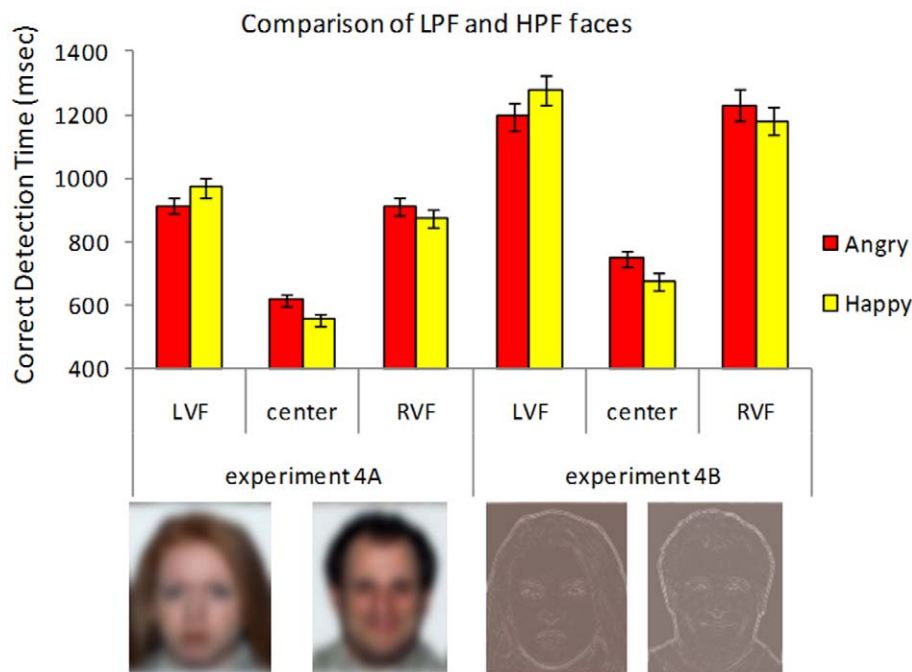 Comparison of LPF and HPF faces
Correct Detection Time (msec)
1400
1200
1000
800
600
400
Angry
Happy
LVF center RVF LVF center RVF
experiment 4A experiment 4B